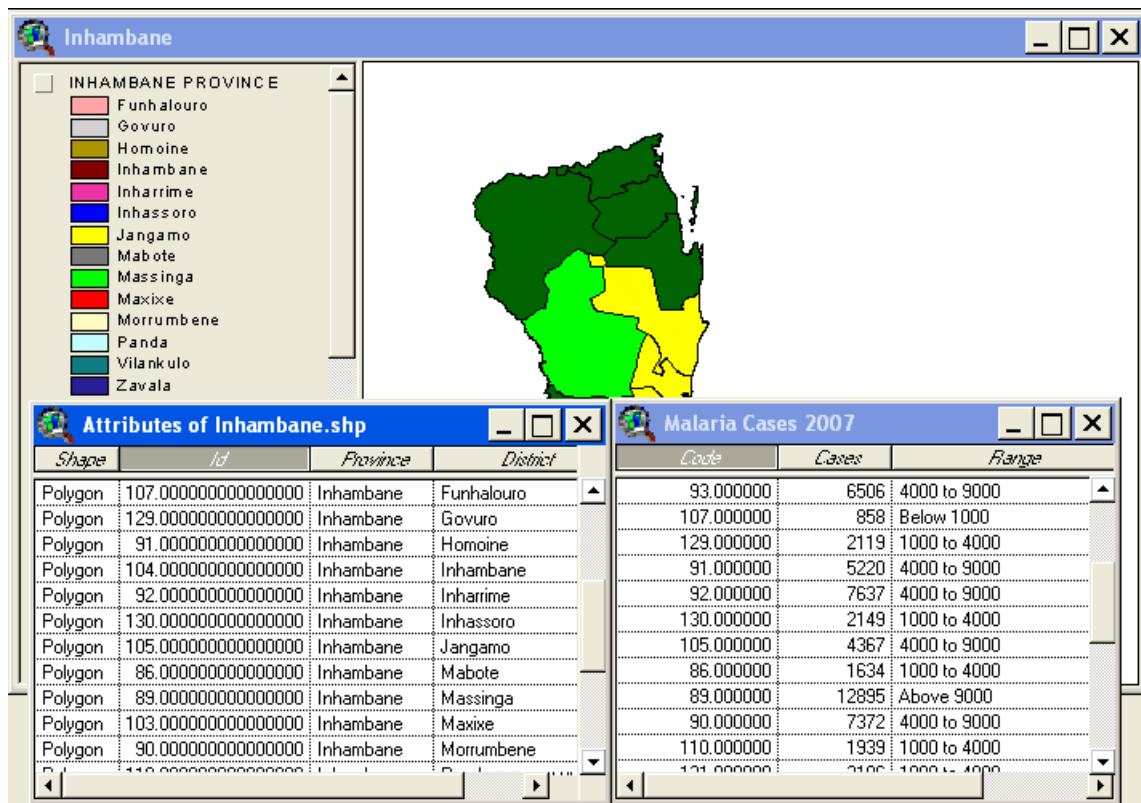 Inhambane
INHAMBANE PROVINCE
Funhalouro
Govuro
Homoine
Inhambane
Inharrime
Inhassoro
Jangamo
Mabote
Massinga
Maxixe
Morrumbene
Panda
Vilankulo
Zavala
Attributes of Inhambane.shp
Shape Id Province District
Polygon 107.000000000000000 Inhambane Funhalouro
Polygon 129.000000000000000 Inhambane Govuro
Polygon 91.000000000000000 Inhambane Homoine
Polygon 104.000000000000000 Inhambane Inhambane
Polygon 92.000000000000000 Inhambane Inharrime
Polygon 130.000000000000000 Inhambane Inhassoro
Polygon 105.000000000000000 Inhambane Jangamo
Polygon 86.000000000000000 Inhambane Mabote
Polygon 89.000000000000000 Inhambane Massinga
Polygon 103.000000000000000 Inhambane Maxixe
Polygon 90.000000000000000 Inhambane Morrumbene
Malaria Cases 2007
Code Cases Range
93.000000 6506 4000 to 9000
107.000000 858 Below 1000
129.000000 2119 1000 to 4000
91.000000 5220 4000 to 9000
92.000000 7637 4000 to 9000
130.000000 2149 1000 to 4000
105.000000 4367 4000 to 9000
86.000000 1634 1000 to 4000
89.000000 12895 Above 9000
90.000000 7372 4000 to 9000
110.000000 1939 1000 to 4000